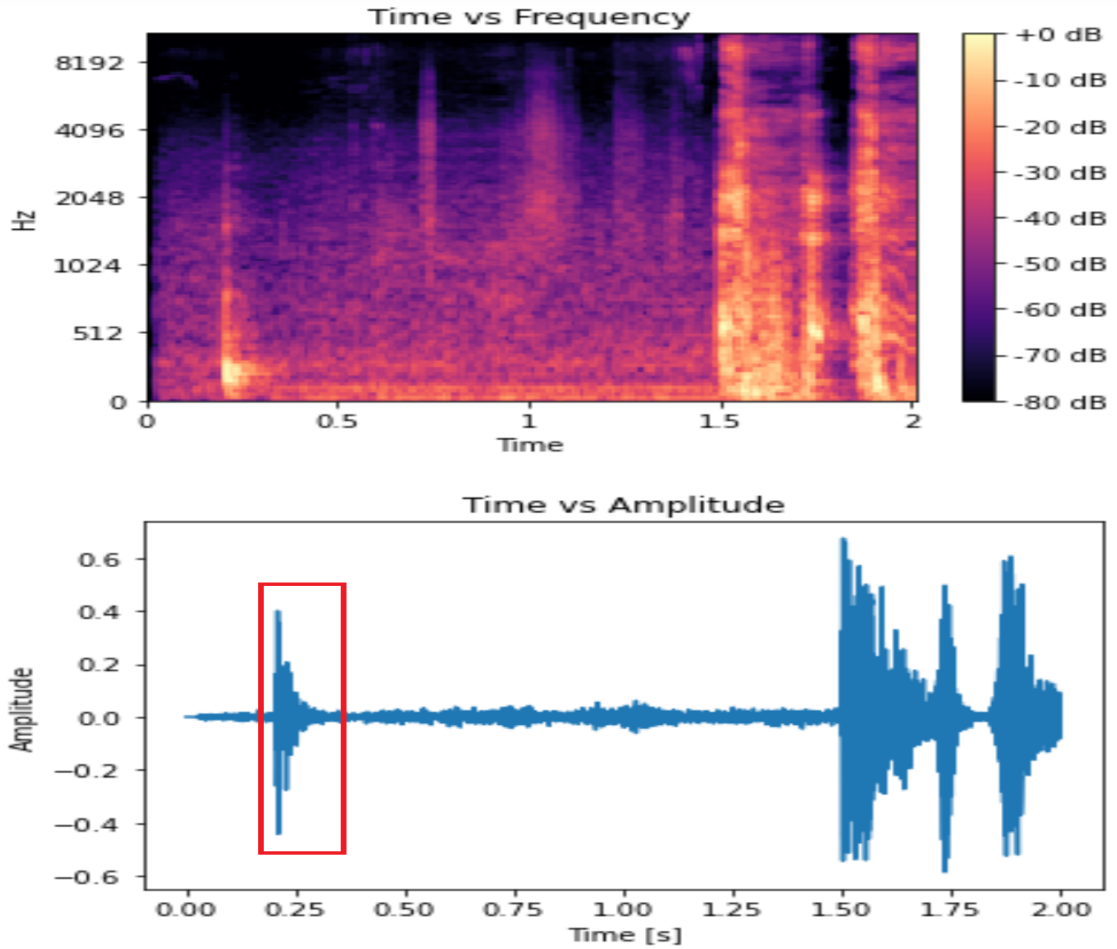 Time vs Frequency
8192
4096
2048
1024
512
0
Hz
0
0.5
1
1.5
2
Time
+0 dB
-10 dB
-20 dB
-30 dB
-40 dB
-50 dB
-60 dB
-70 dB
-80 dB
Time vs Amplitude
0.6
0.4
0.2
0.0
−0.2
−0.4
−0.6
Amplitude
0.00
0.25
0.50
0.75
1.00
1.25
1.50
1.75
2.00
Time [s]